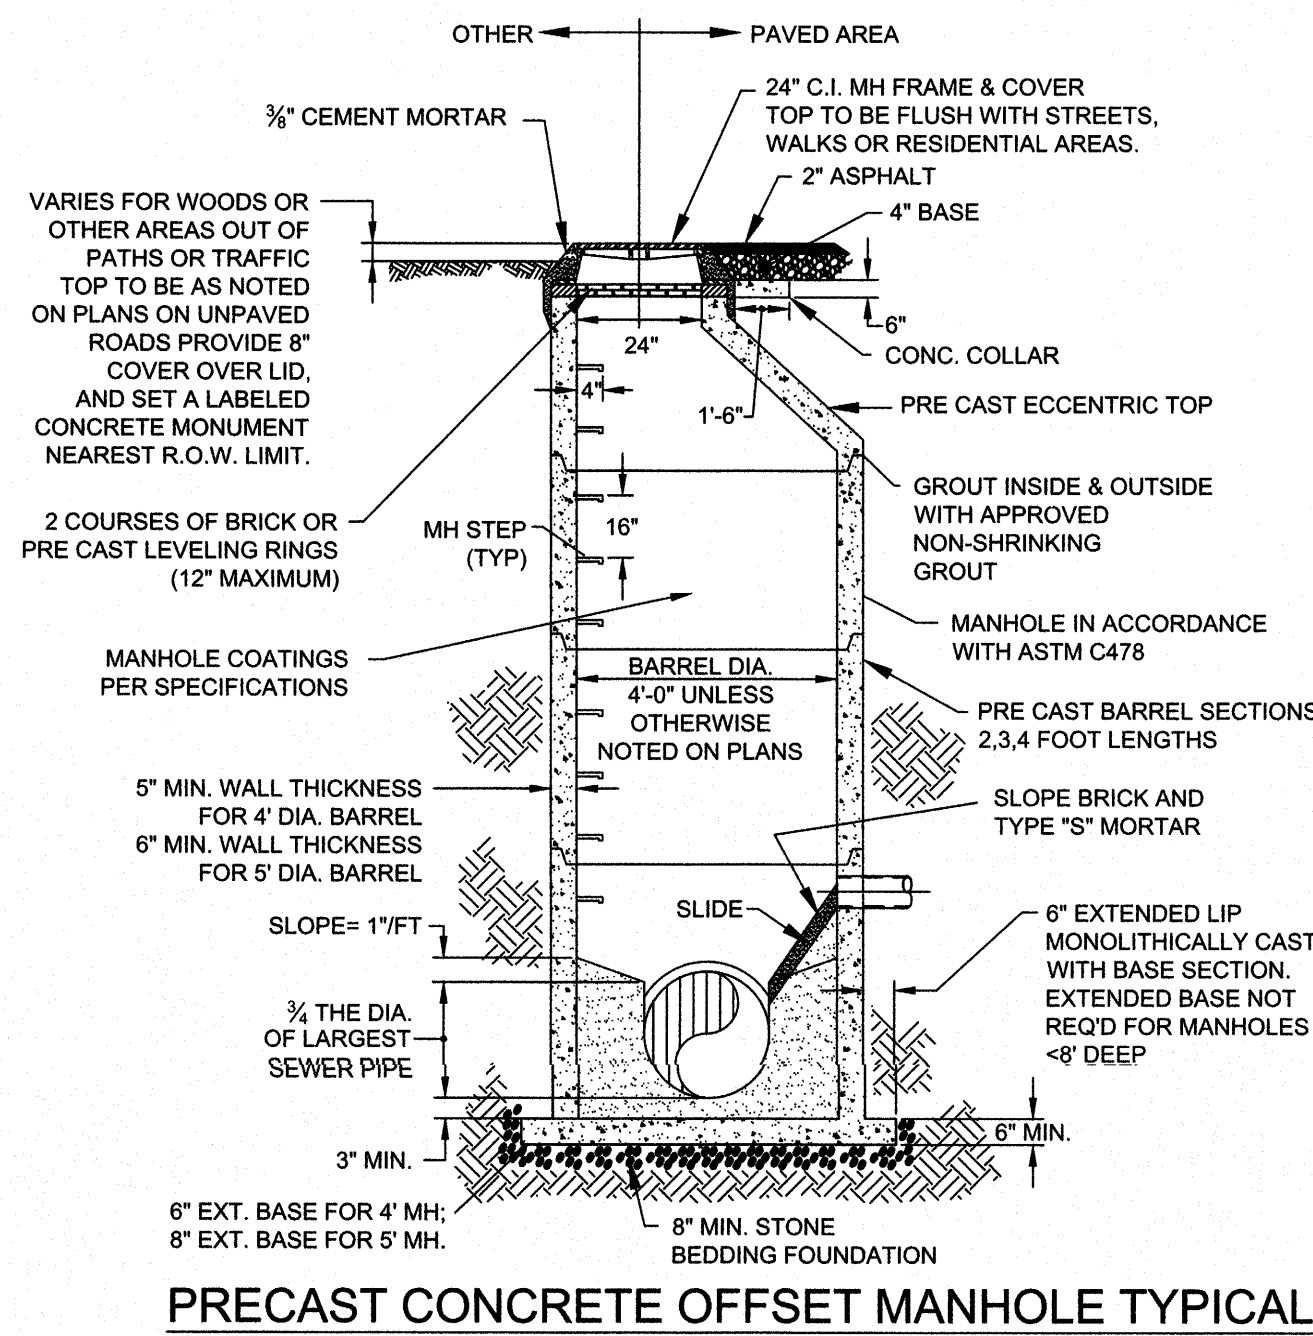 OTHER
PAVED AREA
24" C.I. MH FRAME & COVER
TOP TO BE FLUSH WITH STREETS,
WALKS OR RESIDENTIAL AREAS.
⅜" CEMENT MORTAR
2" ASPHALT
4" BASE
VARIES FOR WOODS OR
OTHER AREAS OUT OF
PATHS OR TRAFFIC
TOP TO BE AS NOTED
ON PLANS ON UNPAVED
ROADS PROVIDE 8"
COVER OVER LID,
AND SET A LABELED
CONCRETE MONUMENT
NEAREST R.O.W. LIMIT.
6"
24"
CONC. COLLAR
4"
1'-6"
PRE CAST ECCENTRIC TOP
GROUT INSIDE & OUTSIDE
WITH APPROVED
NON-SHRINKING
GROUT
2 COURSES OF BRICK OR
PRE CAST LEVELING RINGS
(12" MAXIMUM)
MH STEP
(TYP)
16"
MANHOLE IN ACCORDANCE
WITH ASTM C478
MANHOLE COATINGS
PER SPECIFICATIONS
BARREL DIA.
4'-0" UNLESS
OTHERWISE
NOTED ON PLANS
PRE CAST BARREL SECTIONS
2,3,4 FOOT LENGTHS
5" MIN. WALL THICKNESS
FOR 4' DIA. BARREL
6" MIN. WALL THICKNESS
FOR 5' DIA. BARREL
SLOPE BRICK AND
TYPE "S" MORTAR
SLIDE
SLOPE= 1"/FT
6" EXTENDED LIP
MONOLITHICALLY CAST
WITH BASE SECTION.
EXTENDED BASE NOT
REQ'D FOR MANHOLES
<8' DEEP
¾ THE DIA.
OF LARGEST
SEWER PIPE
6" MIN.
3" MIN.
6" EXT. BASE FOR 4' MH;
8" EXT. BASE FOR 5' MH.
8" MIN. STONE
BEDDING FOUNDATION
PRECAST CONCRETE OFFSET MANHOLE TYPICAL